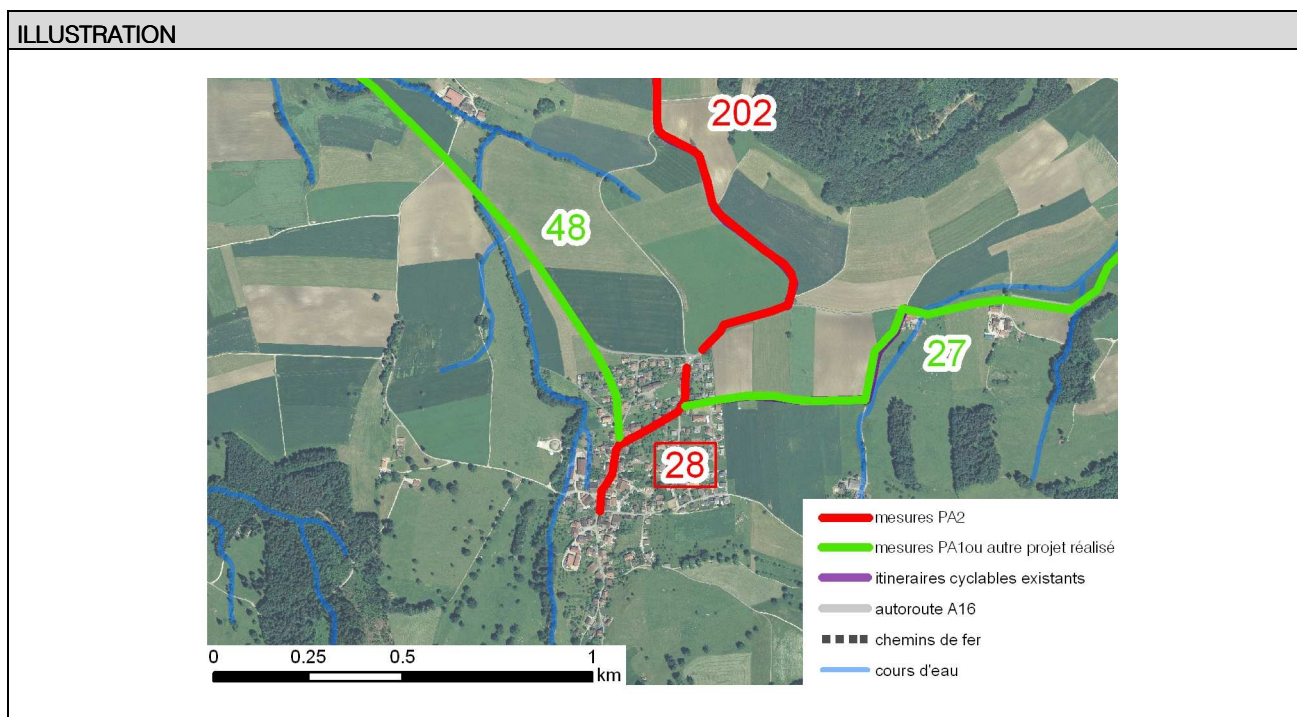 ILLUSTRATION
202
48
27
28
mesures PA2
mesures PA1ou autre projet réalisé
itineraires cyclables existants
autoroute A16
chemins de fer
cours d'eau
0 0.25 0.5 1
km